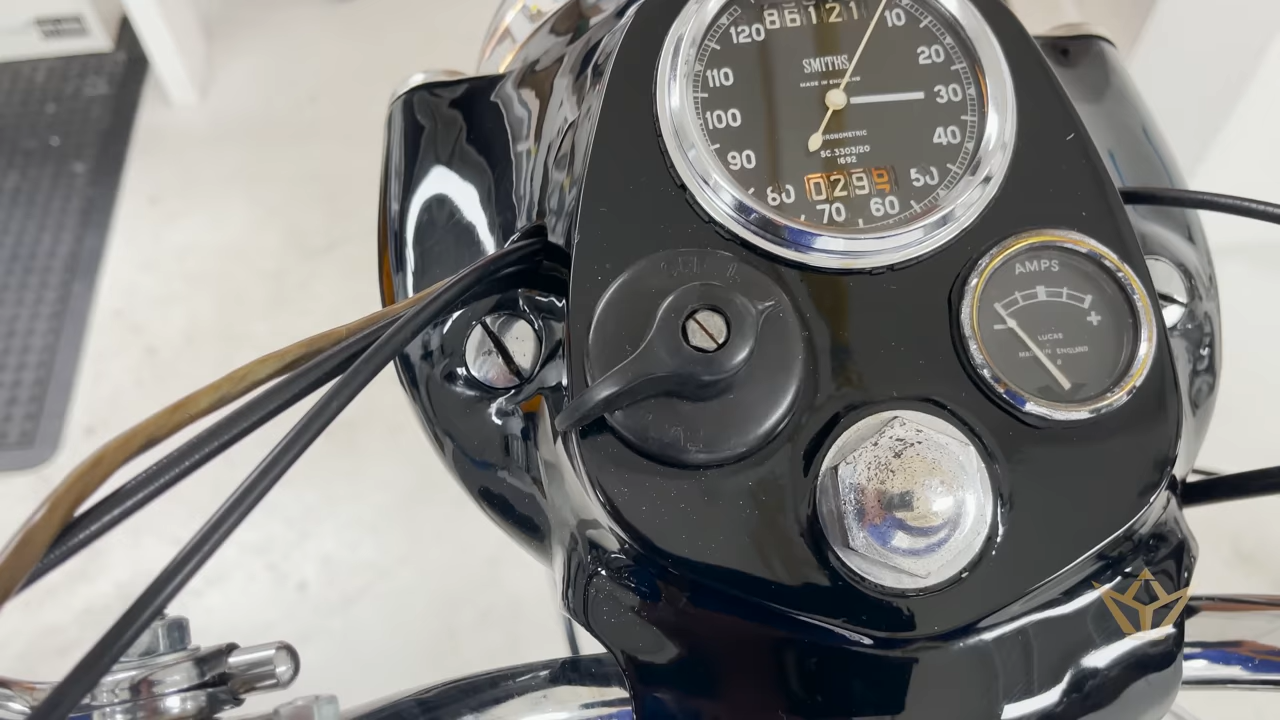 86121
120 10
SMITHS
MADE IN ENGLAND
110 20
100 30
90 40
80 50
70 60
CHRONOMETRIC
SC.3303/20
1692
029
AMPS
+
LUCAS
MADE IN ENGLAND